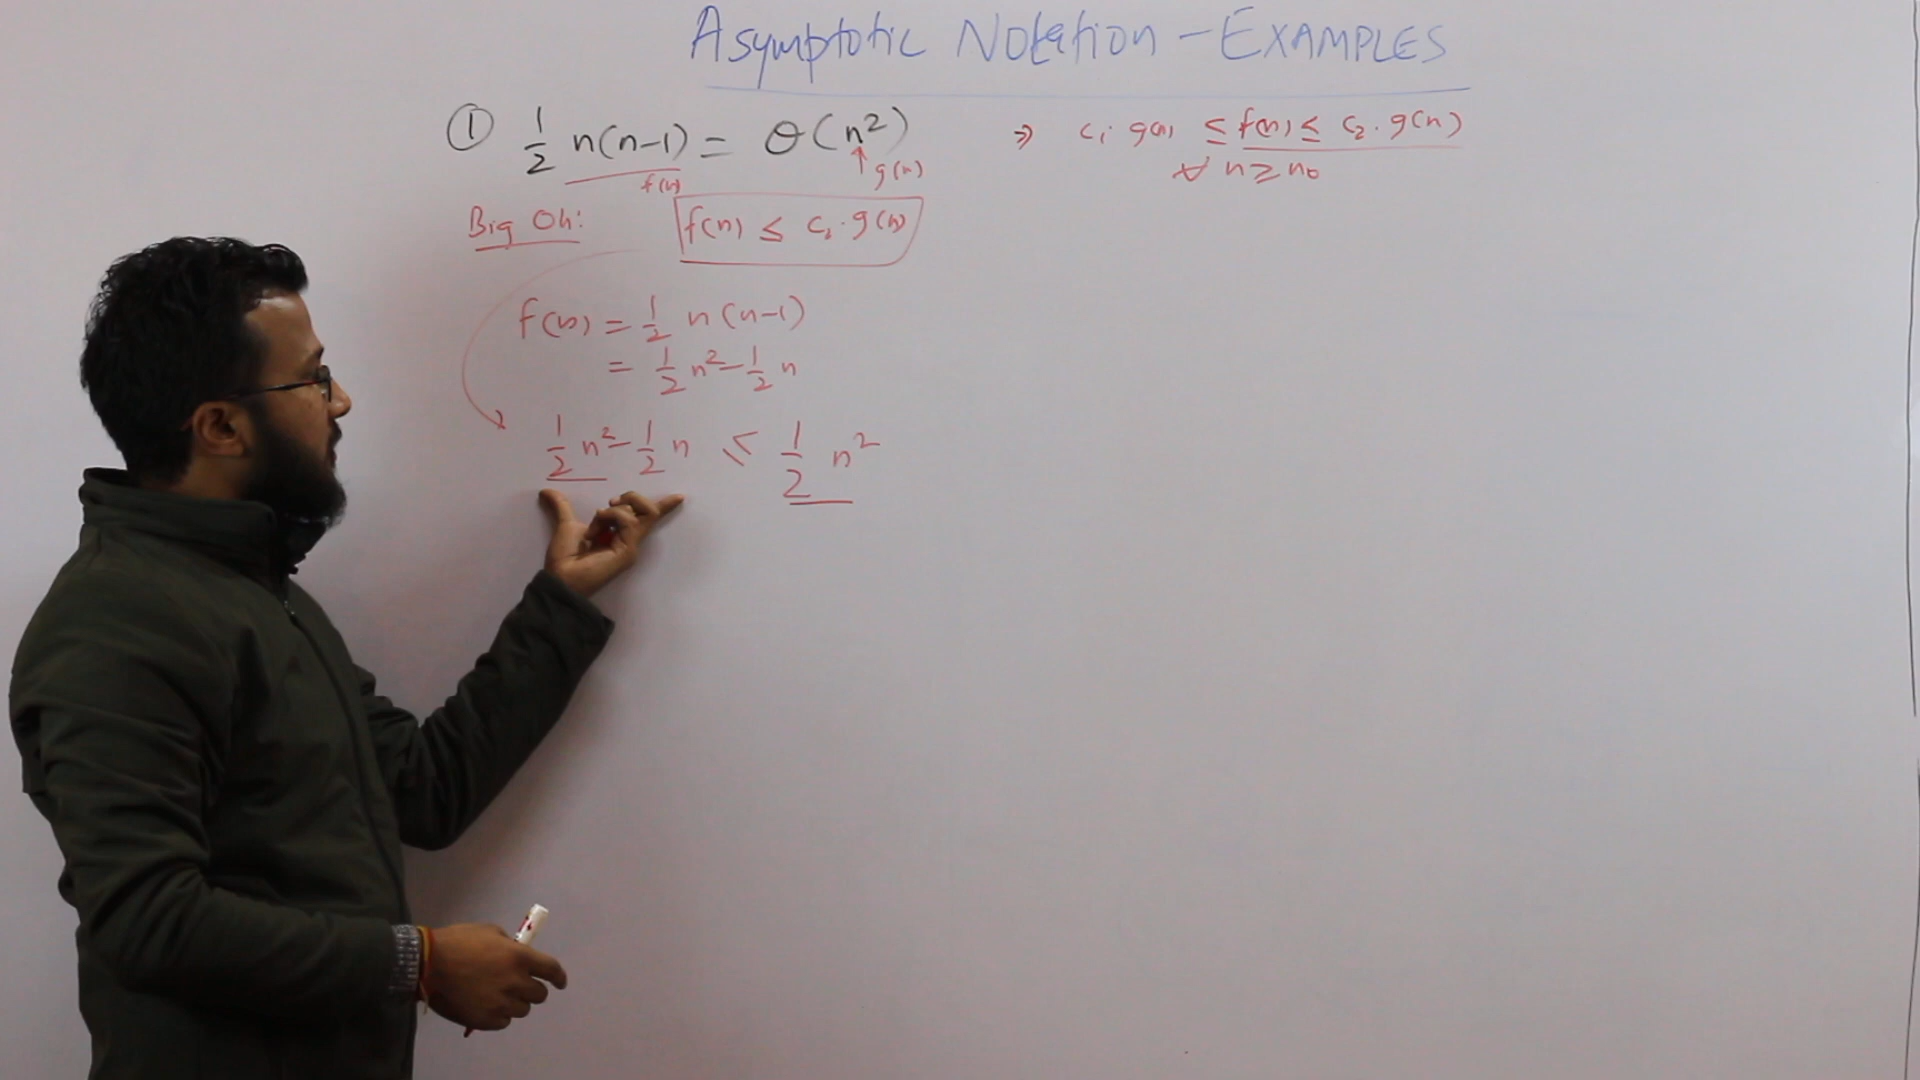 Asymptotic Notation - EXAMPLES
① 1/2 n(n-1) = Θ(n²) ⇒ c₁ g(n) ≤ f(n) ≤ c₂ . g(n)
f(n) ↑ g(n) ∀ n ≥ n₀
Big Oh: f(n) ≤ c₂ . g(n)
f(n) = 1/2 n (n-1)
= 1/2 n² - 1/2 n
1/2 n² - 1/2 n ≤ 1/2 n²